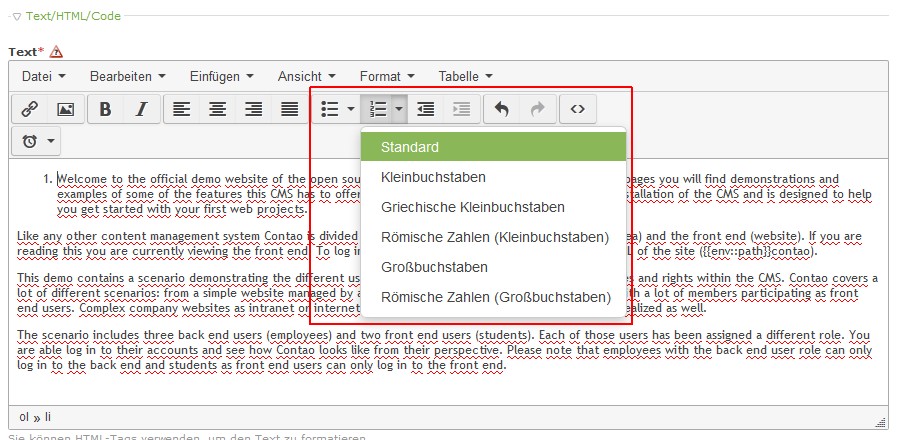 Text/HTML/Code
Text*
Datei Bearbeiten Einfügen Ansicht Format Tabelle
B I
Standard
Kleinbuchstaben
Griechische Kleinbuchstaben
Römische Zahlen (Kleinbuchstaben)
Großbuchstaben
Römische Zahlen (Großbuchstaben)
1. Welcome to the official demo website of the open sou ages you will find demonstrations and
examples of some of the features this CMS has to offe stallation of the CMS and is designed to help
you get started with your first web projects.
Like any other content management system Contao is divided ea) and the front end (website). If you are
reading this you are currently viewing the front end. To log in L of the site ({{env::path}}contao).
This demo contains a scenario demonstrating the different us s and rights within the CMS. Contao covers a
lot of different scenarios: from a simple website managed by a th a lot of members participating as front
end users. Complex company websites as intranet or internet ealized as well.
The scenario includes three back end users (employees) and two front end users (students). Each of those users has been assigned a different role. You
are able log in to their accounts and see how Contao looks like from their perspective. Please note that employees with the back end user role can only
log in to the back end and students as front end users can only log in to the front end.
ol » li
Sie können HTML-Tags verwenden, um den Text zu formatieren.